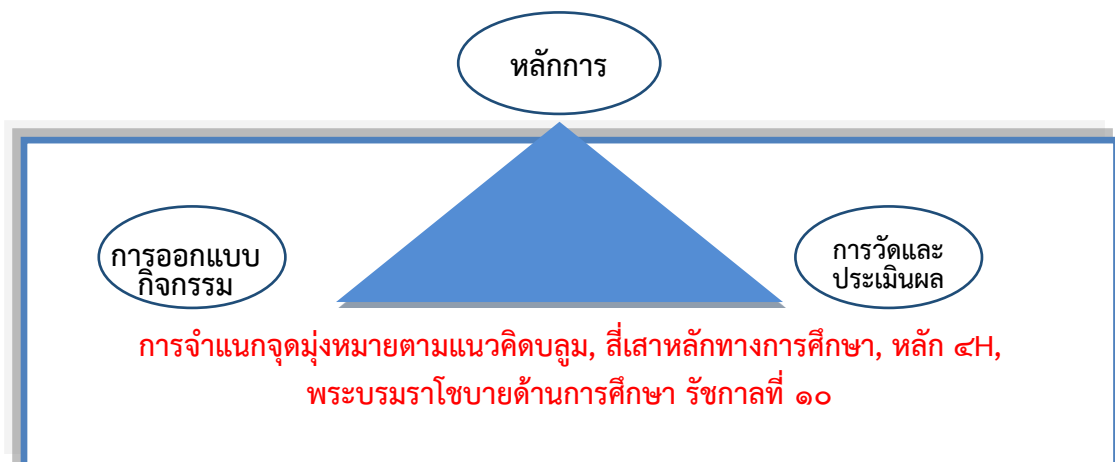 หลักการ
การออกแบบ
กิจกรรม
การวัดและ
ประเมินผล
การจำแนกจุดมุ่งหมายตามแนวคิดบลูม, สี่เสาหลักทางการศึกษา, หลัก ๔H,
พระบรมราโชบายด้านการศึกษา รัชกาลที่ ๑๐